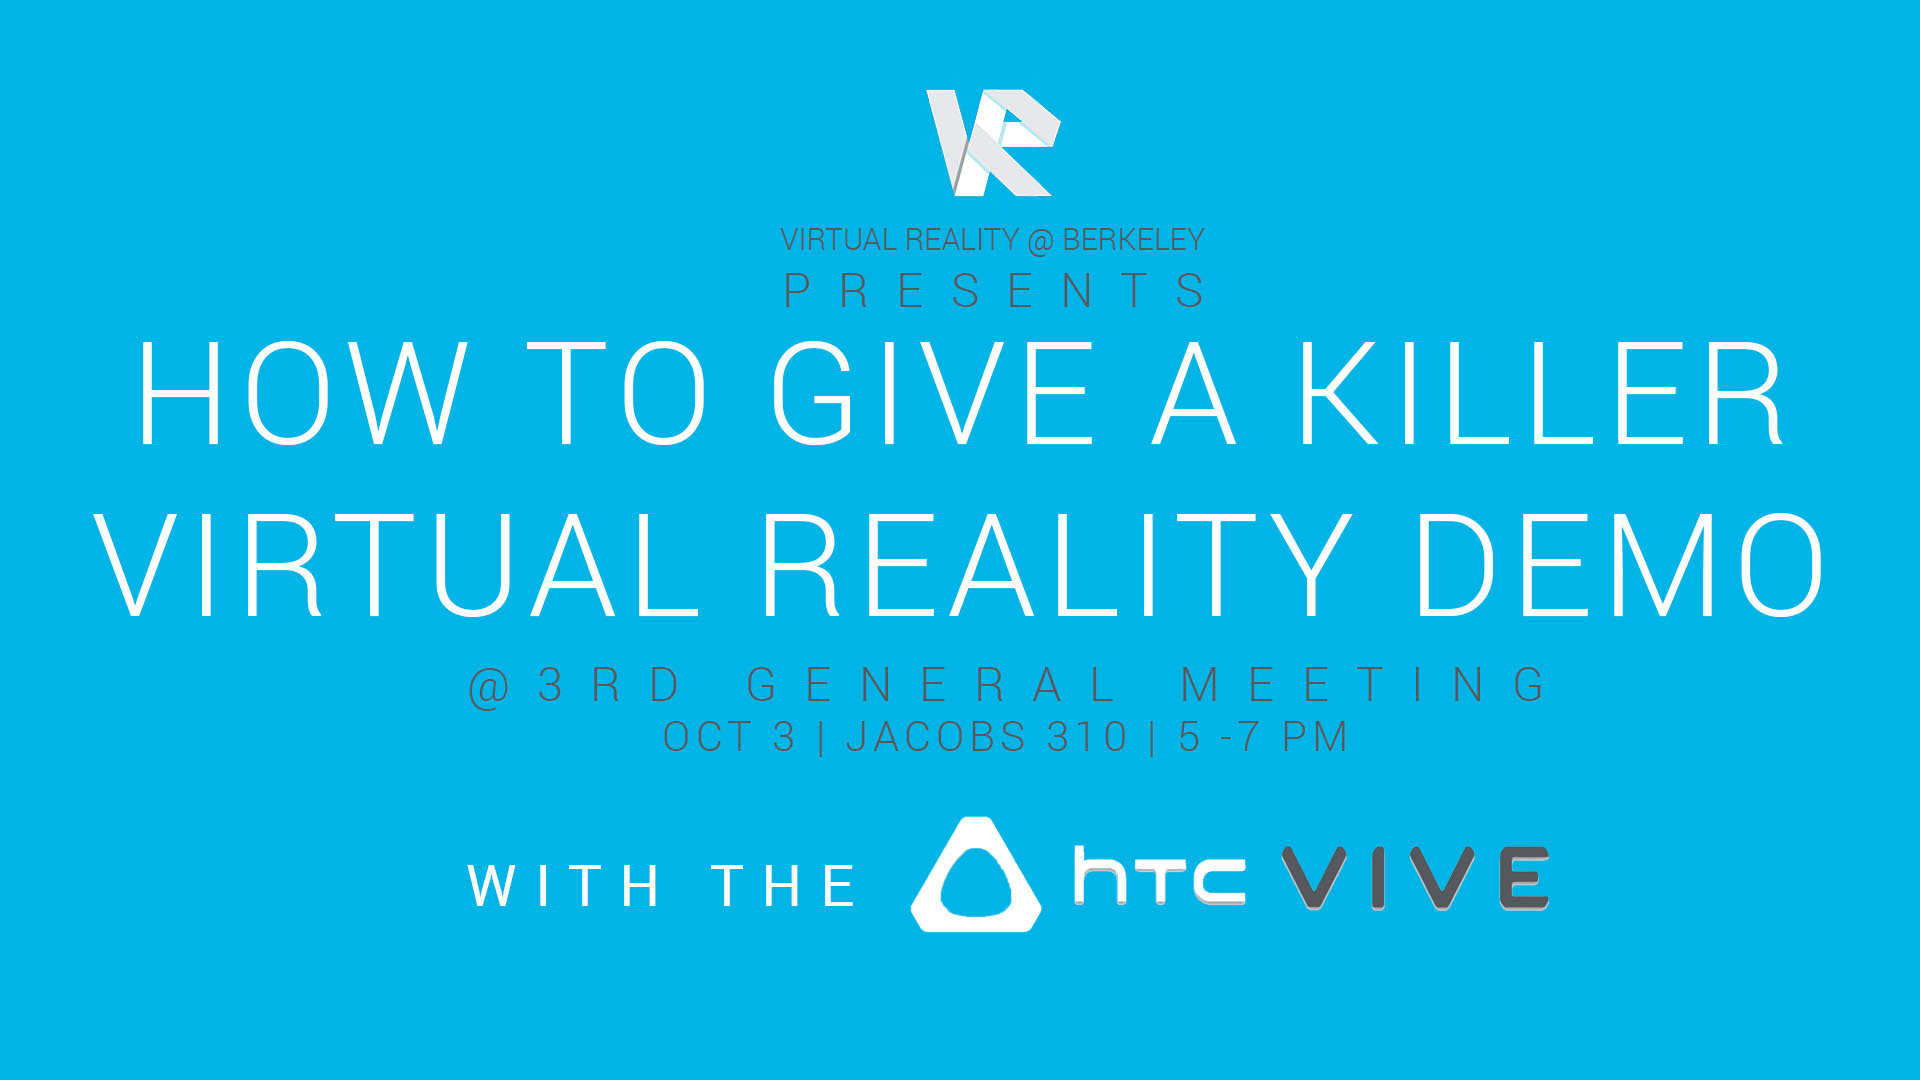 VR
VIRTUAL REALITY @ BERKELEY
PRESENTS
HOW TO GIVE A KILLER
VIRTUAL REALITY DEMO
@ 3RD GENERAL MEETING
OCT 3 | JACOBS 310 | 5 -7 PM
WITH THE hTC VIVE